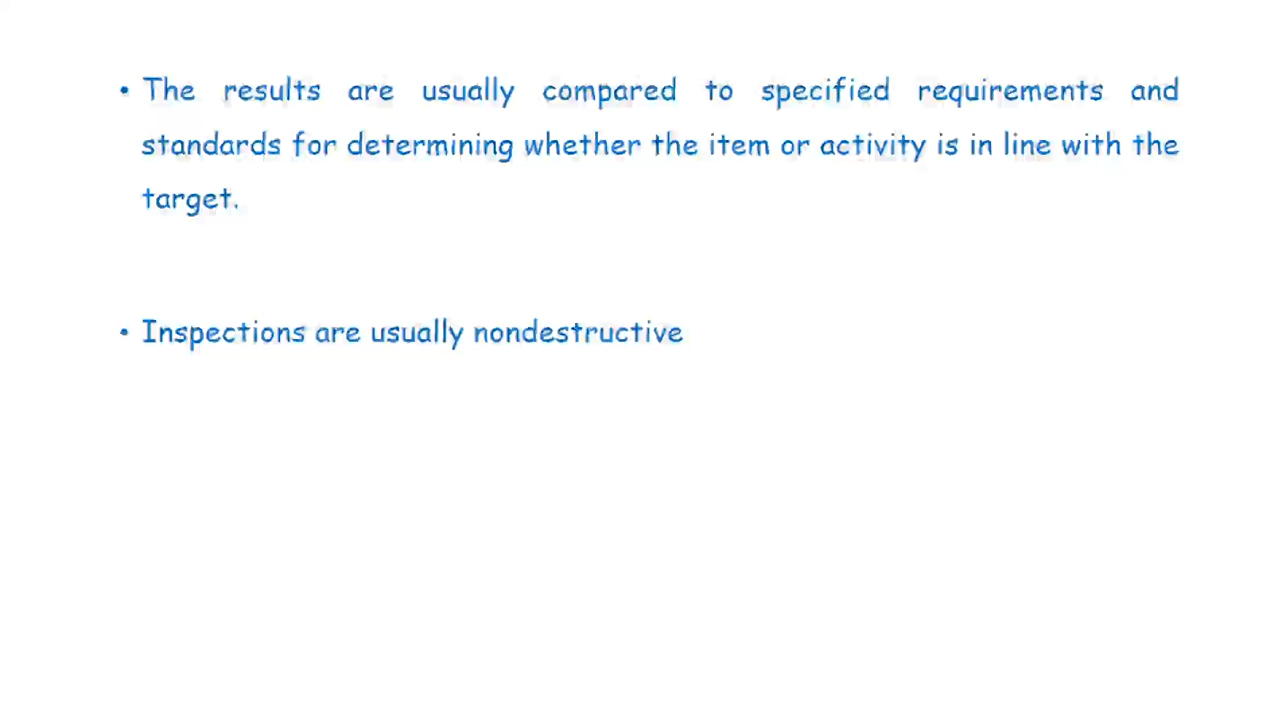 • The results are usually compared to specified requirements and
standards for determining whether the item or activity is in line with the
target.
• Inspections are usually nondestructive